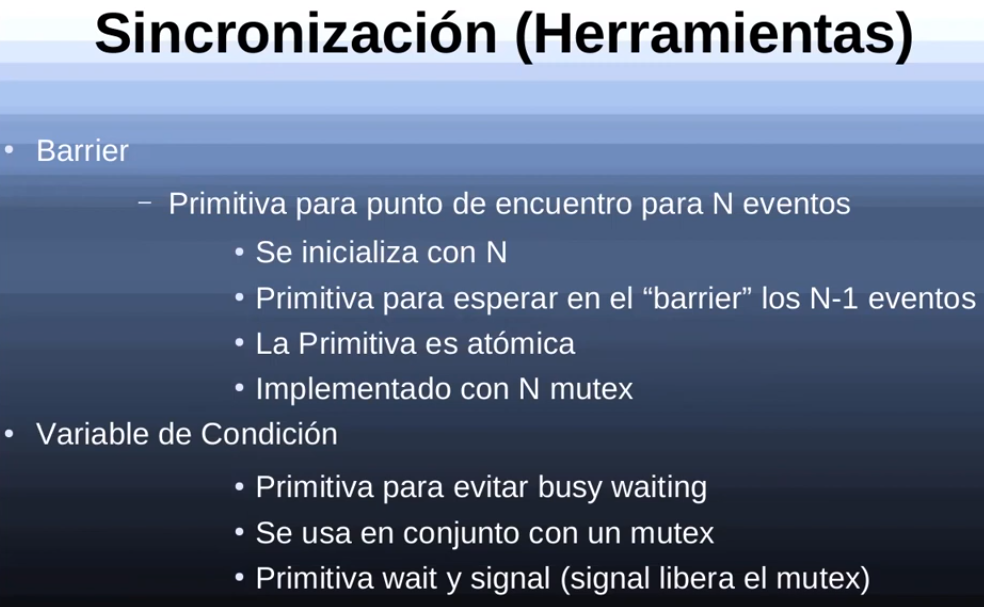 Sincronización (Herramientas)
• Barrier
– Primitiva para punto de encuentro para N eventos
• Se inicializa con N
• Primitiva para esperar en el “barrier” los N-1 eventos
• La Primitiva es atómica
• Implementado con N mutex
• Variable de Condición
• Primitiva para evitar busy waiting
• Se usa en conjunto con un mutex
• Primitiva wait y signal (signal libera el mutex)